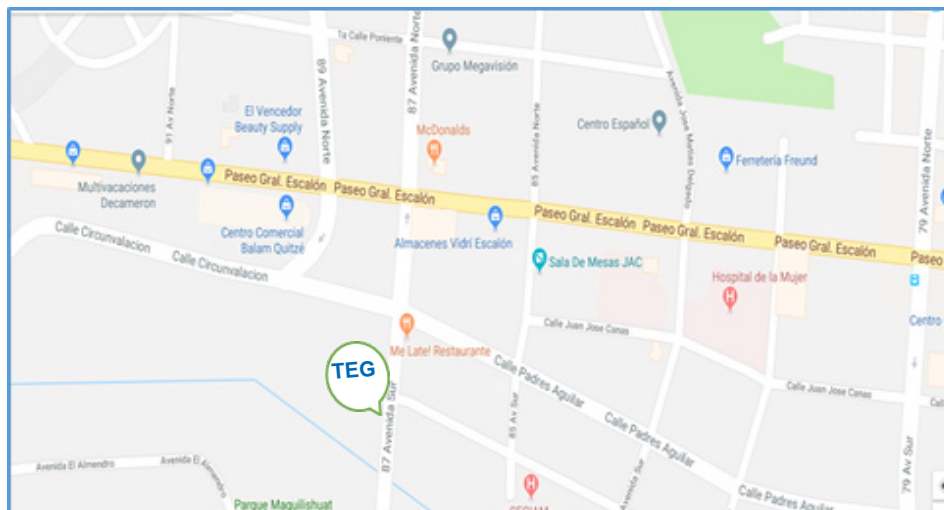 1a Calle Poniente
87 Avenida Norte
Grupo Megavisión
89 Avenida Norte
91 Av Norte
El Vencedor
Beauty Supply
McDonalds
85 Avenida Norte
Centro Español
Avenida Jose Matias Delgado
Ferretería Freund
79 Avenida Norte
Multivacaciones
Decameron
Paseo Gral. Escalón
Paseo Gral. Escalón
Paseo Gral. Escalón
Paseo Gral. Escalón
Paseo Gral. Escalón
Paseo
Centro Comercial
Balam Quitzé
Almacenes Vidrí Escalón
Calle Circunvalacion
Calle Circunvalacion
Sala De Mesas JAC
Hospital de la Mujer
Centro
Calle Juan Jose Canas
Me Late! Restaurante
TEG
Calle Padres Aguilar
Calle Juan Jose Canas
87 Avenida Sur
85 Av Sur
Calle Padres Aguilar
Avenida El Almendro
Avenida El Almendro
87 Avenida Sur
Avenida Sur
79 Av Sur
Calle Padres Aguilar
Parque Maquilishuat